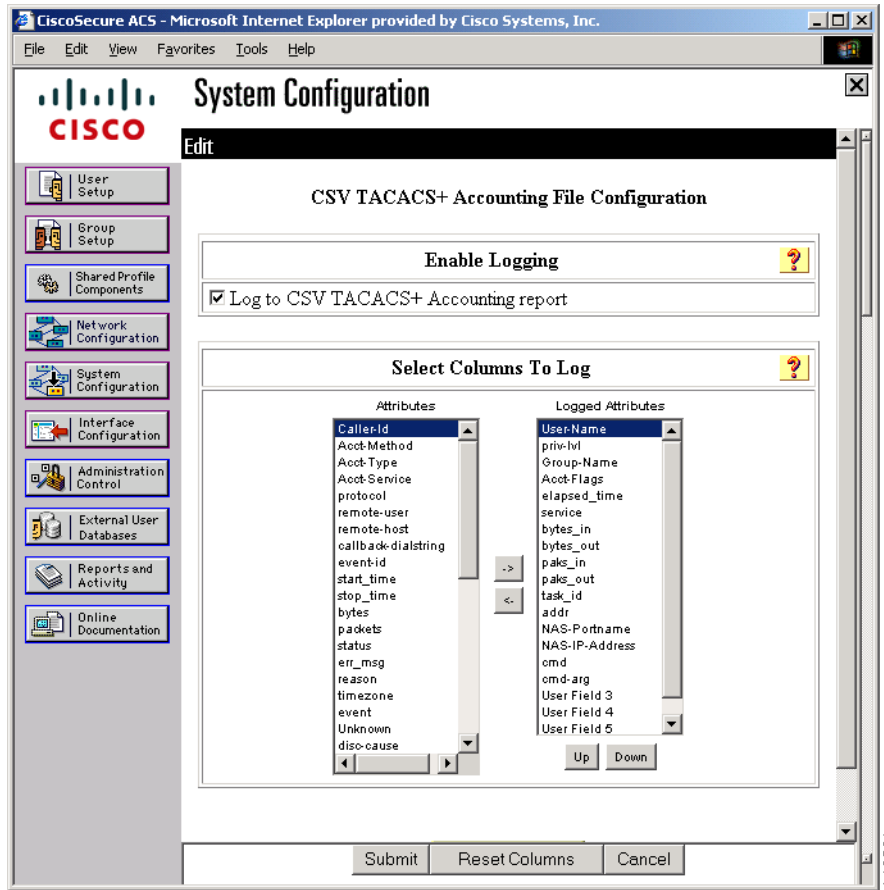 CiscoSecure ACS - Microsoft Internet Explorer provided by Cisco Systems, Inc.
File Edit View Favorites Tools Help
CISCO
System Configuration
Edit
User
Setup
Group
Setup
Shared Profile
Components
Network
Configuration
System
Configuration
Interface
Configuration
Administration
Control
External User
Databases
Reports and
Activity
Online
Documentation
CSV TACACS+ Accounting File Configuration
Enable Logging
?
Log to CSV TACACS+ Accounting report
Select Columns To Log
?
Attributes
Caller-Id
Acct-Method
Acct-Type
Acct-Service
protocol
remote-user
remote-host
callback-dialstring
event-id
start_time
stop_time
bytes
packets
status
err_msg
reason
timezone
event
Unknown
disc-cause
->
<-
Logged Attributes
User-Name
priv-lvl
Group-Name
Acct-Flags
elapsed_time
service
bytes_in
bytes_out
paks_in
paks_out
task_id
addr
NAS-Portname
NAS-IP-Address
cmd
cmd-arg
User Field 3
User Field 4
User Field 5
Up Down
Submit Reset Columns Cancel